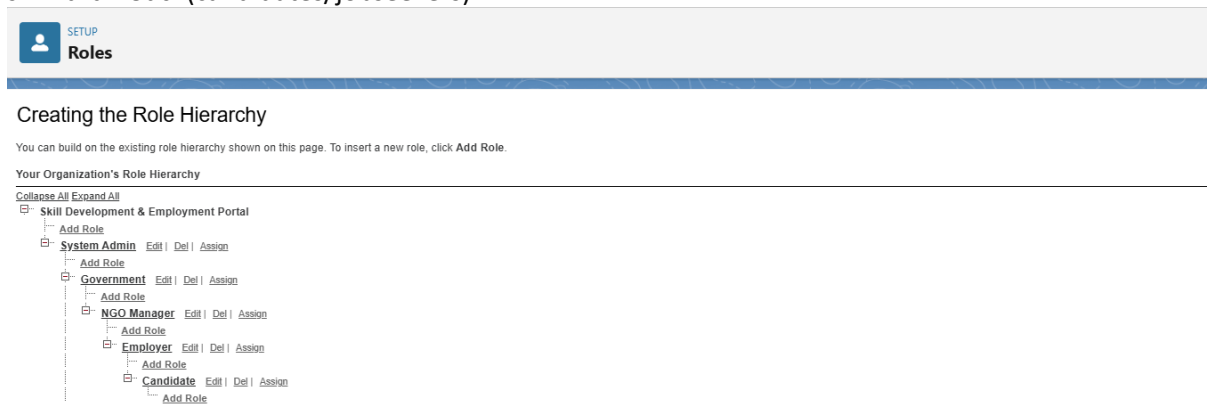 SETUP
Roles
Creating the Role Hierarchy
You can build on the existing role hierarchy shown on this page. To insert a new role, click Add Role.
Your Organization's Role Hierarchy
Collapse All Expand All
Skill Development & Employment Portal
Add Role
System Admin Edit | Del | Assign
Add Role
Government Edit | Del | Assign
Add Role
NGO Manager Edit | Del | Assign
Add Role
Employer Edit | Del | Assign
Add Role
Candidate Edit | Del | Assign
Add Role